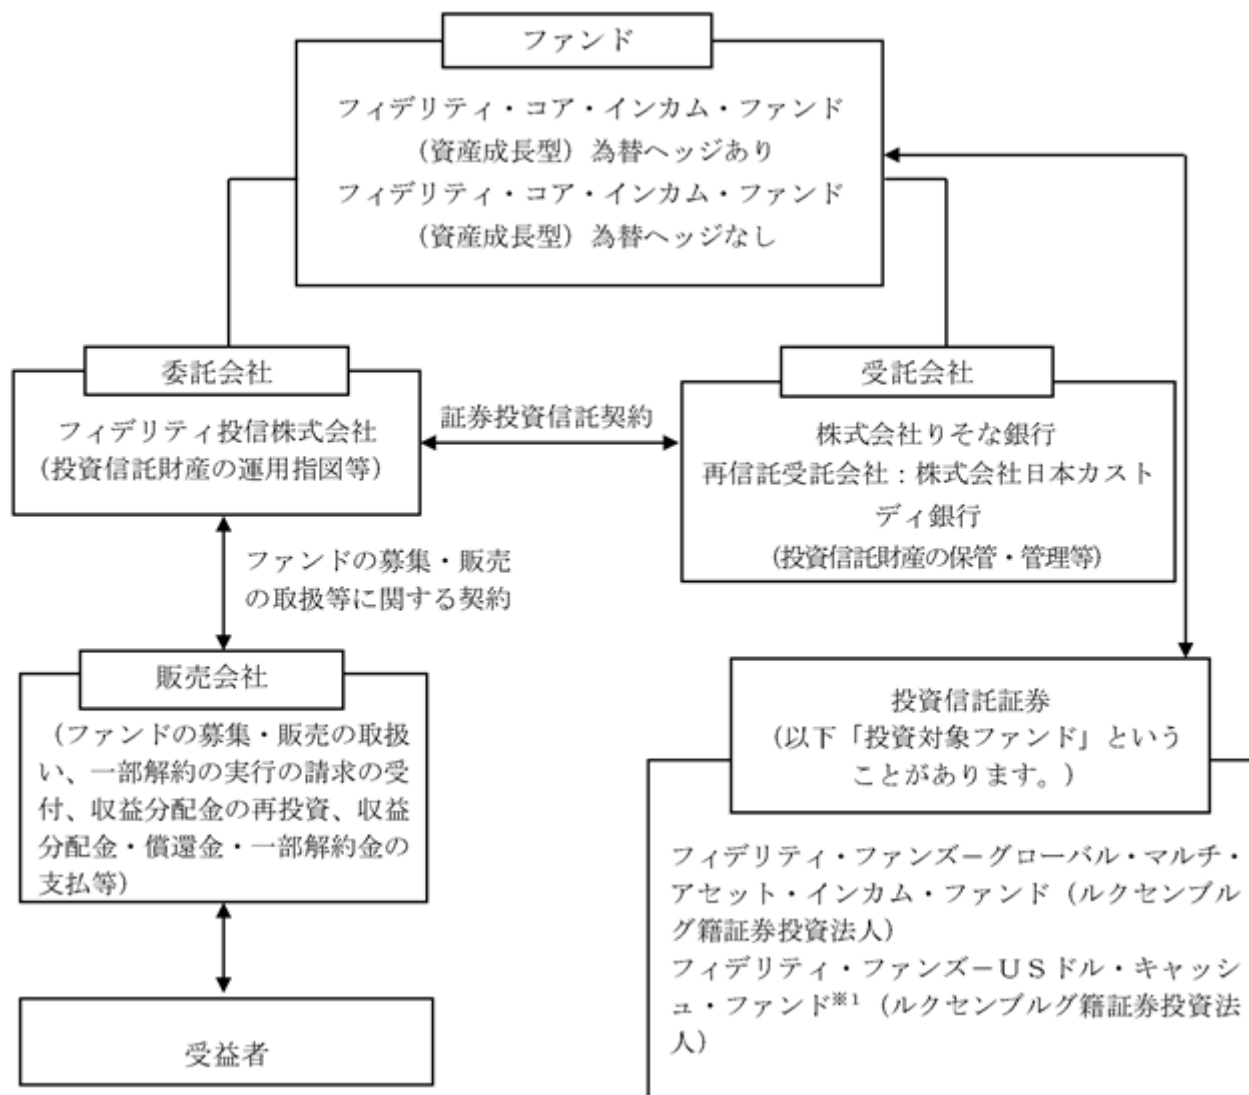 ファンド
フィデリティ・コア・インカム・ファンド
(資産成長型)為替ヘッジあり
フィデリティ・コア・インカム・ファンド
(資産成長型)為替ヘッジなし
委託会社
フィデリティ投信株式会社
(投資信託財産の運用指図等)
証券投資信託契約
受託会社
株式会社りそな銀行
再信託受託会社:株式会社日本カスト
ディ銀行
(投資信託財産の保管・管理等)
ファンドの募集・販売
の取扱等に関する契約
販売会社
(ファンドの募集・販売の取扱
い、一部解約の実行の請求の受
付、収益分配金の再投資、収益
分配金・償還金・一部解約金の
支払等)
受益者
投資信託証券
(以下「投資対象ファンド」という
ことがあります。)
フィデリティ・ファンズ-グローバル・マルチ・
アセット・インカム・ファンド(ルクセンブル
グ籍証券投資法人)
フィデリティ・ファンズ-USドル・キャッシ
ュ・ファンド※1(ルクセンブルグ籍証券投資法
人)